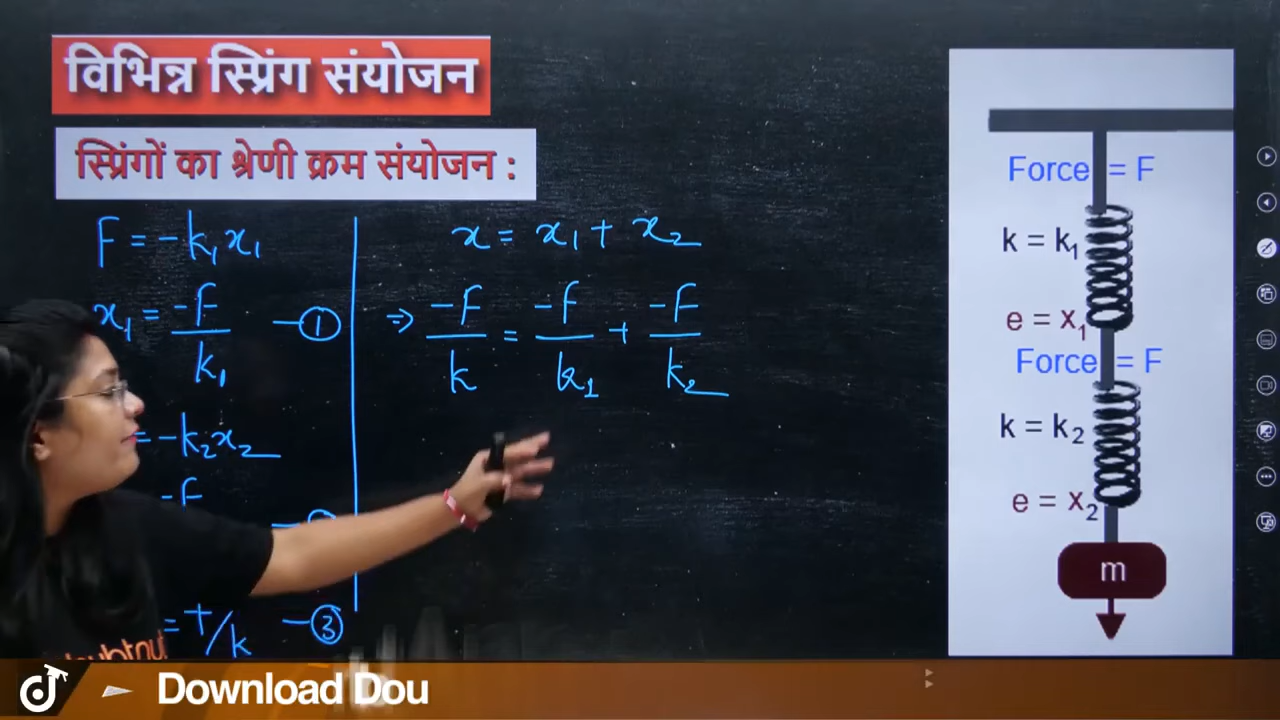 विभिन्न स्प्रिंग संयोजन
स्प्रिंगों का श्रेणी क्रम संयोजन :
F = -k₁x₁
x₁ = -F/k₁ —①
= -k₂x₂
-F
= F/k —③
x = x₁ + x₂
⇒ -F/k = -F/k₁ + -F/k₂
Force = F
k = k₁
e = x₁
Force = F
k = k₂
e = x₂
m
doubtnut
Download Dou